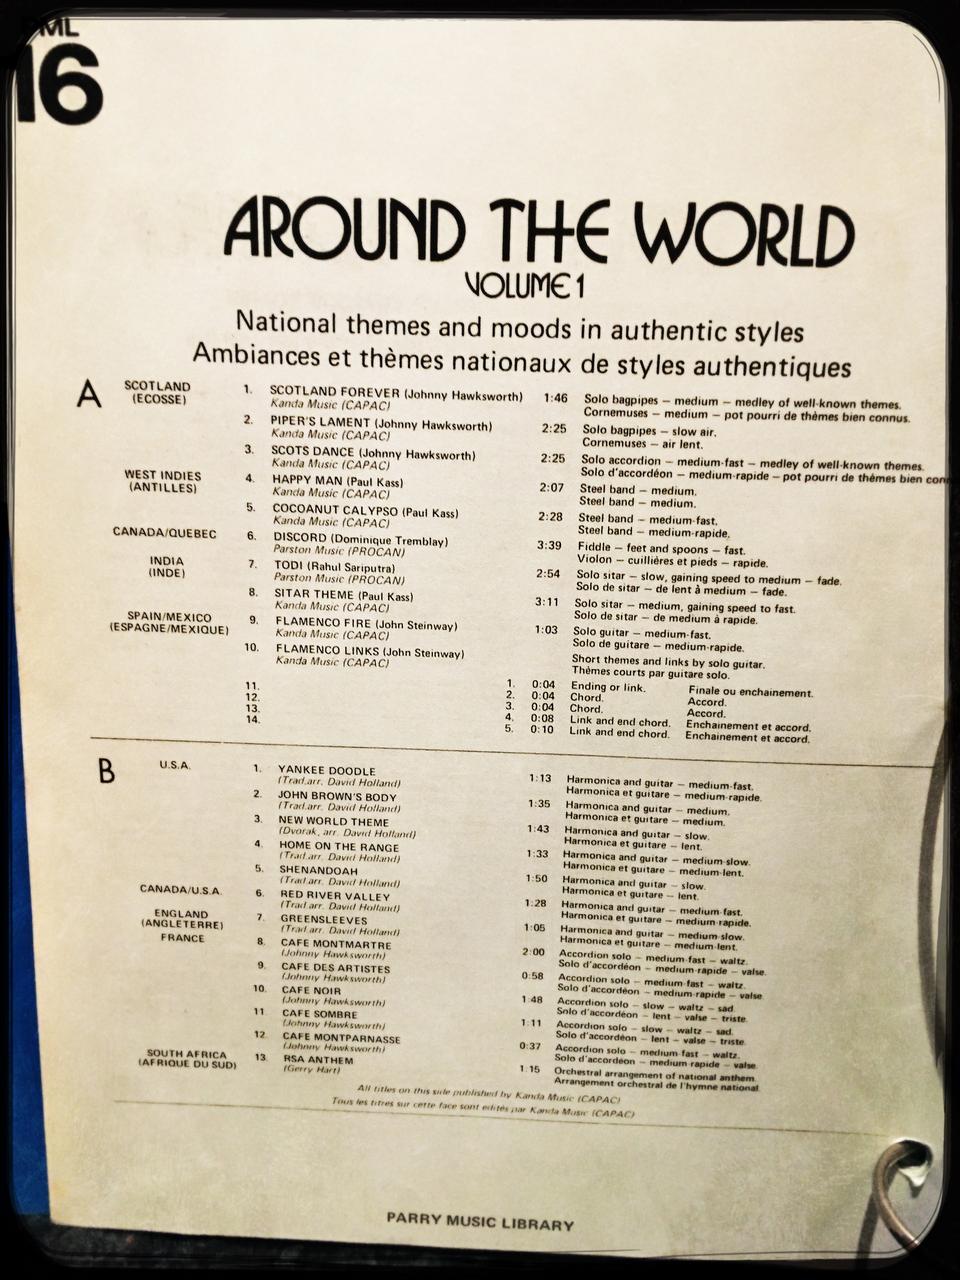 PML
16
AROUND THE WORLD
VOLUME 1
National themes and moods in authentic styles
Ambiances et thèmes nationaux de styles authentiques
A
SCOTLAND 1. SCOTLAND FOREVER (Johnny Hawksworth) 1:46 Solo bagpipes – medium – medley of well-known themes.
(ECOSSE) Kanda Music (CAPAC) Cornemuses – medium – pot pourri de thèmes bien connus.
2. PIPER'S LAMENT (Johnny Hawksworth) 2:25 Solo bagpipes – slow air.
Kanda Music (CAPAC) Cornemuses – air lent.
3. SCOTS DANCE (Johnny Hawksworth) 2:25 Solo accordion – medium-fast – medley of well-known themes.
Kanda Music (CAPAC) Solo d'accordéon – medium-rapide – pot pourri de thèmes bien con
WEST INDIES 4. HAPPY MAN (Paul Kass) 2:07 Steel band – medium.
(ANTILLES) Kanda Music (CAPAC) Steel band – medium.
5. COCOANUT CALYPSO (Paul Kass) 2:28 Steel band – medium-fast.
Kanda Music (CAPAC) Steel band – medium-rapide.
CANADA/QUEBEC 6. DISCORD (Dominique Tremblay) 3:39 Fiddle – feet and spoons – fast.
Parston Music (PROCAN) Violon – cuillières et pieds – rapide.
INDIA 7. TODI (Rahul Sariputra) 2:54 Solo sitar – slow, gaining speed to medium – fade.
(INDE) Parston Music (PROCAN) Solo de sitar – de lent à medium – fade.
8. SITAR THEME (Paul Kass) 3:11 Solo sitar – medium, gaining speed to fast.
Kanda Music (CAPAC) Solo de sitar – de medium à rapide.
SPAIN/MEXICO 9. FLAMENCO FIRE (John Steinway) 1:03 Solo guitar – medium-fast.
(ESPAGNE/MEXIQUE) Kanda Music (CAPAC) Solo de guitare – medium-rapide.
10. FLAMENCO LINKS (John Steinway) Short themes and links by solo guitar.
Kanda Music (CAPAC) Thèmes courts par guitare solo.
1. 0:04 Ending or link. Finale ou enchainement.
11. 2. 0:04 Chord. Accord.
12. 3. 0:04 Chord. Accord.
13. 4. 0:08 Link and end chord. Enchainement et accord.
14. 5. 0:10 Link and end chord. Enchainement et accord.
B
U.S.A. 1. YANKEE DOODLE 1:13 Harmonica and guitar – medium-fast.
(Trad.arr. David Holland) Harmonica et guitare – medium-rapide.
2. JOHN BROWN'S BODY 1:35 Harmonica and guitar – medium.
(Trad.arr. David Holland) Harmonica et guitare – medium.
3. NEW WORLD THEME 1:43 Harmonica and guitar – slow.
(Dvorak, arr. David Holland) Harmonica et guitare – lent.
4. HOME ON THE RANGE 1:33 Harmonica and guitar – medium-slow.
(Trad.arr. David Holland) Harmonica et guitare – medium-lent.
5. SHENANDOAH 1:50 Harmonica and guitar – slow.
(Trad.arr. David Holland) Harmonica et guitare – lent.
CANADA/U.S.A. 6. RED RIVER VALLEY 1:28 Harmonica and guitar – medium-fast.
(Trad.arr. David Holland) Harmonica et guitare – medium-rapide.
ENGLAND 7. GREENSLEEVES 1:05 Harmonica and guitar – medium-slow.
(ANGLETERRE) (Trad.arr. David Holland) Harmonica et guitare – medium-lent.
FRANCE 8. CAFE MONTMARTRE 2:00 Accordion solo – medium-fast – waltz.
(Johnny Hawksworth) Solo d'accordéon – medium-rapide – valse.
9. CAFE DES ARTISTES 0:58 Accordion solo – medium-fast – waltz.
(Johnny Hawksworth) Solo d'accordéon – medium-rapide – valse.
10. CAFE NOIR 1:48 Accordion solo – slow – waltz – sad.
(Johnny Hawksworth) Solo d'accordéon – lent – valse – triste.
11. CAFE SOMBRE 1:11 Accordion solo – slow – waltz – sad.
(Johnny Hawksworth) Solo d'accordéon – lent – valse – triste.
12. CAFE MONTPARNASSE 0:37 Accordion solo – medium-fast – waltz.
(Johnny Hawksworth) Solo d'accordéon – medium-rapide – valse.
SOUTH AFRICA 13. RSA ANTHEM 1:15 Orchestral arrangement of national anthem.
(AFRIQUE DU SUD) (Gerry Hart) Arrangement orchestral de l'hymne national.
All titles on this side published by Kanda Music (CAPAC)
Tous les titres sur cette face sont edités par Kanda Music (CAPAC)
PARRY MUSIC LIBRARY